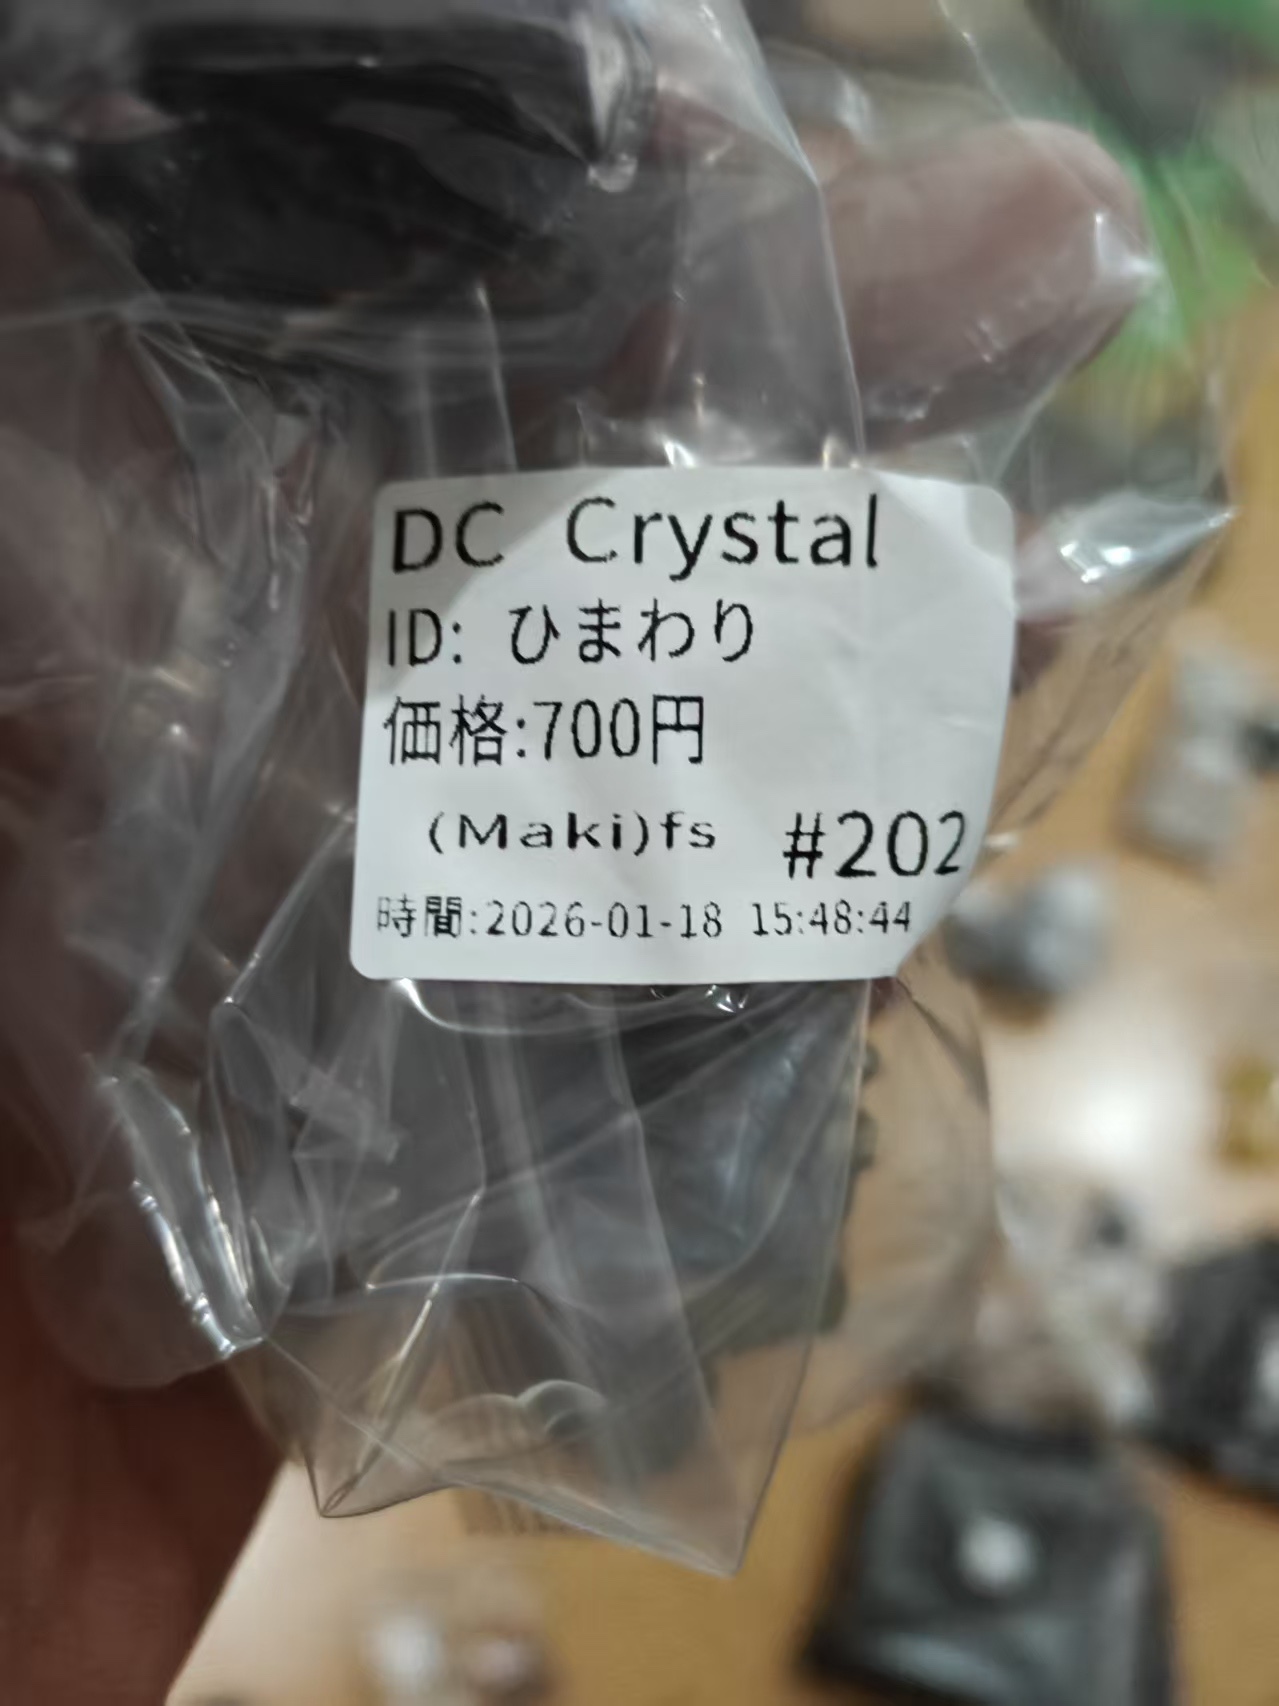 DC Crystal
ID: ひまわり
価格:700円
(Maki)fs #202
時間:2026-01-18 15:48:44